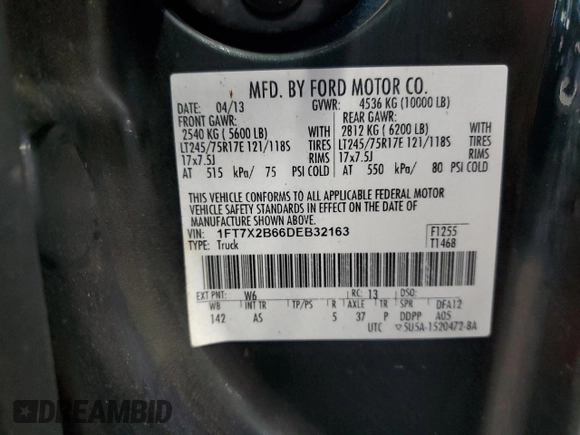 MFD. BY FORD MOTOR CO.
DATE: 04/13 GVWR: 4536 KG (10000 LB)
FRONT GAWR: REAR GAWR:
2540 KG ( 5600 LB) WITH 2812 KG ( 6200 LB) WITH
LT245/75R17E 121/118S TIRES LT245/75R17E 121/118S TIRES
17x7.5J RIMS 17x7.5J RIMS
AT 515 kPa/ 75 PSI COLD AT 550 kPa/ 80 PSI COLD
THIS VEHICLE CONFORMS TO ALL APPLICABLE FEDERAL MOTOR
VEHICLE SAFETY STANDARDS IN EFFECT ON THE DATE OF
MANUFACTURE SHOWN ABOVE.
VIN: 1FT7X2B66DEB32163 F1255
TYPE: Truck T1468
EXT PNT: W6 RC: 13 DSO:
WB INT TR TP/PS R AXLE TR SPR DFA12
142 AS 5 37 P DDPP A05
UTC ▽5U5A-1520472-BA
DREAMBID